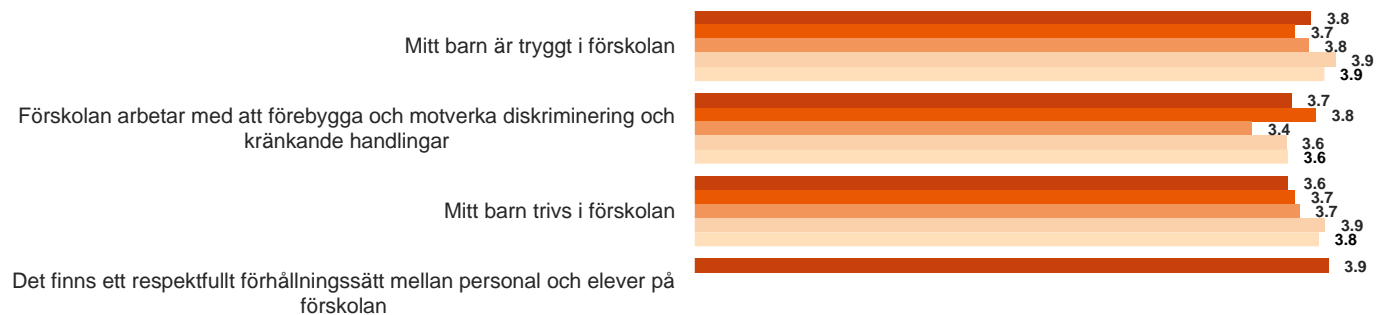 3.8
3.7
Mitt barn är tryggt i förskolan
3.8
3.9
3.9
3.7
Förskolan arbetar med att förebygga och motverka diskriminering och
3.8
kränkande handlingar
3.4
3.6
3.6
3.6
3.7
Mitt barn trivs i förskolan
3.7
3.9
3.8
3.9
Det finns ett respektfullt förhållningssätt mellan personal och elever på
förskolan